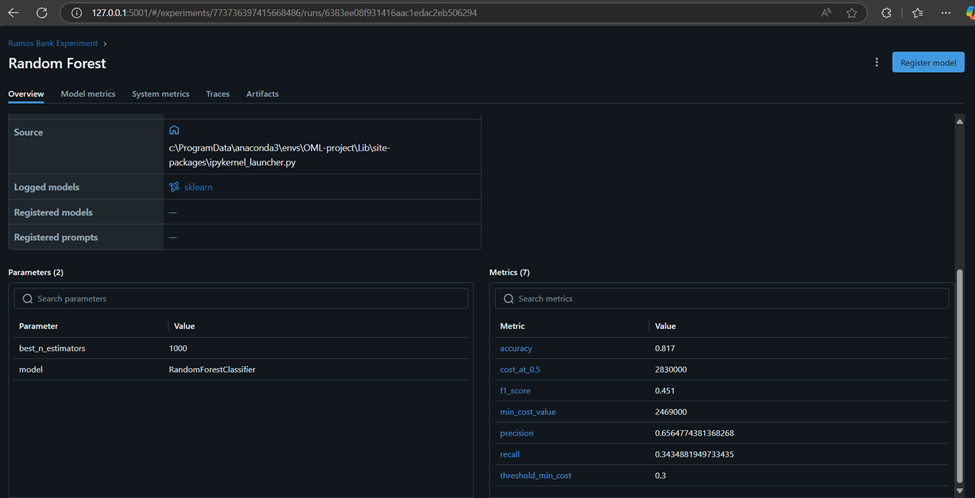 127.0.0.1:5001/#/experiments/773736397415668486/runs/6383ee08f931416aac1edac2eb506294
Rumos Bank Experiment ›
Random Forest
Register model
Overview Model metrics System metrics Traces Artifacts
Source
c:\ProgramData\anaconda3\envs\OML-project\Lib\site-
packages\ipykernel_launcher.py
Logged models sklearn
Registered models —
Registered prompts —
Parameters (2)
Search parameters
Parameter Value
best_n_estimators 1000
model RandomForestClassifier
Metrics (7)
Search metrics
Metric Value
accuracy 0.817
cost_at_0.5 2830000
f1_score 0.451
min_cost_value 2469000
precision 0.6564774381368268
recall 0.3434881949733435
threshold_min_cost 0.3